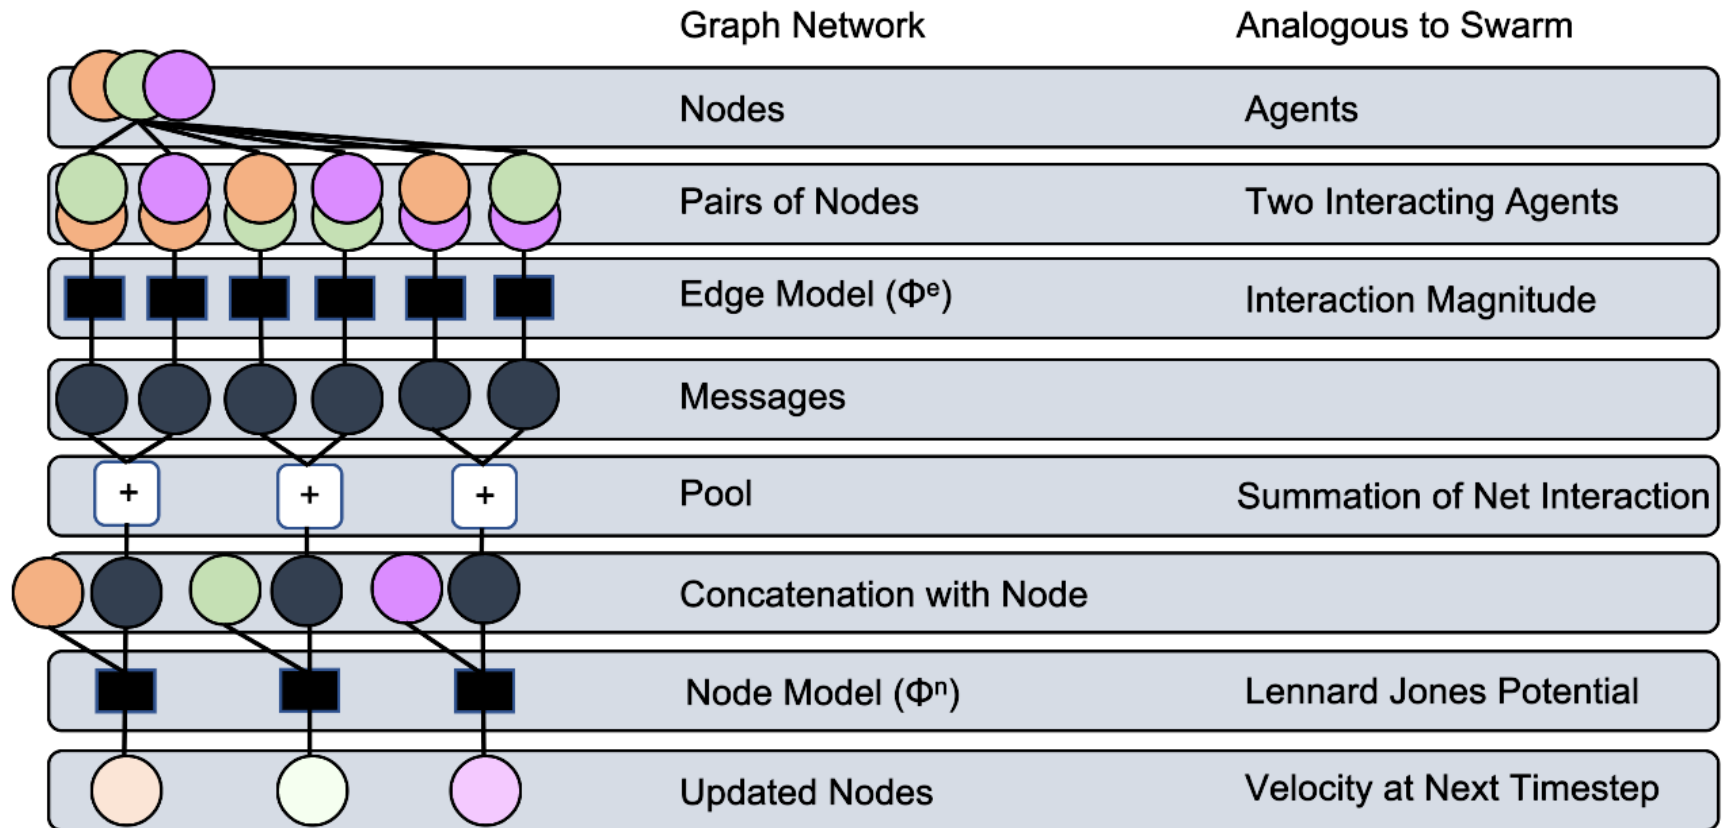 Graph Network Analogous to Swarm
Nodes Agents
Pairs of Nodes Two Interacting Agents
Edge Model (Φᵉ) Interaction Magnitude
Messages
+ + + Pool Summation of Net Interaction
Concatenation with Node
Node Model (Φⁿ) Lennard Jones Potential
Updated Nodes Velocity at Next Timestep